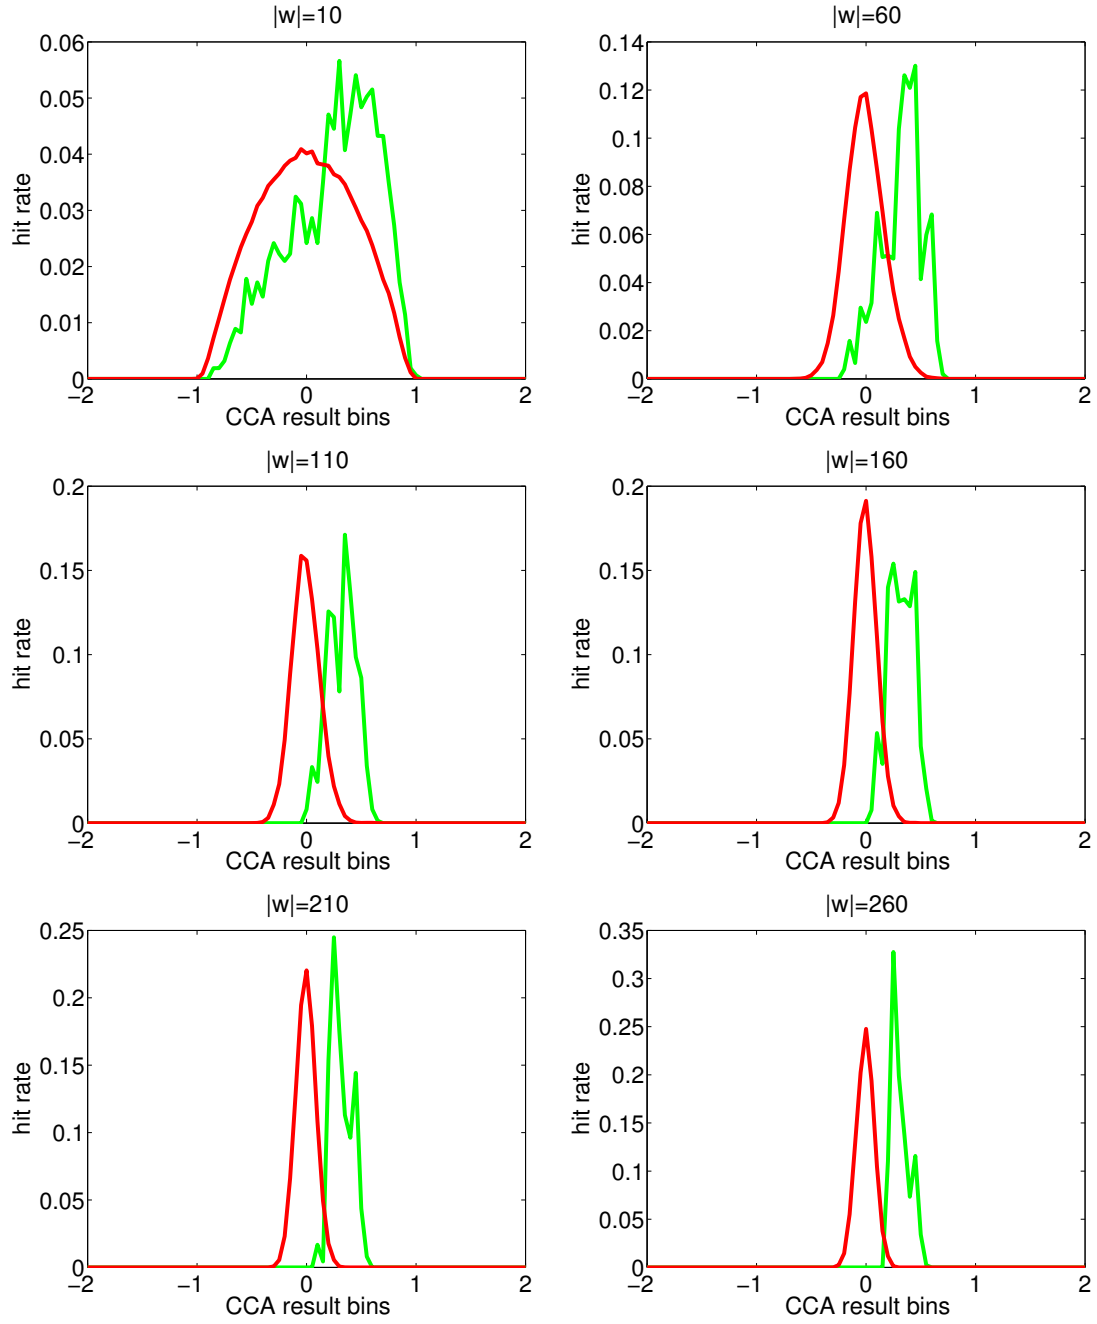 |w|=10
0.06
0.05
0.04
0.03
0.02
0.01
0
−2 −1 0 1 2
hit rate
CCA result bins
|w|=60
0.14
0.12
0.1
0.08
0.06
0.04
0.02
0
−2 −1 0 1 2
hit rate
CCA result bins
|w|=110
0.2
0.15
0.1
0.05
0
−2 −1 0 1 2
hit rate
CCA result bins
|w|=160
0.2
0.15
0.1
0.05
0
−2 −1 0 1 2
hit rate
CCA result bins
|w|=210
0.25
0.2
0.15
0.1
0.05
0
−2 −1 0 1 2
hit rate
CCA result bins
|w|=260
0.35
0.3
0.25
0.2
0.15
0.1
0.05
0
−2 −1 0 1 2
hit rate
CCA result bins